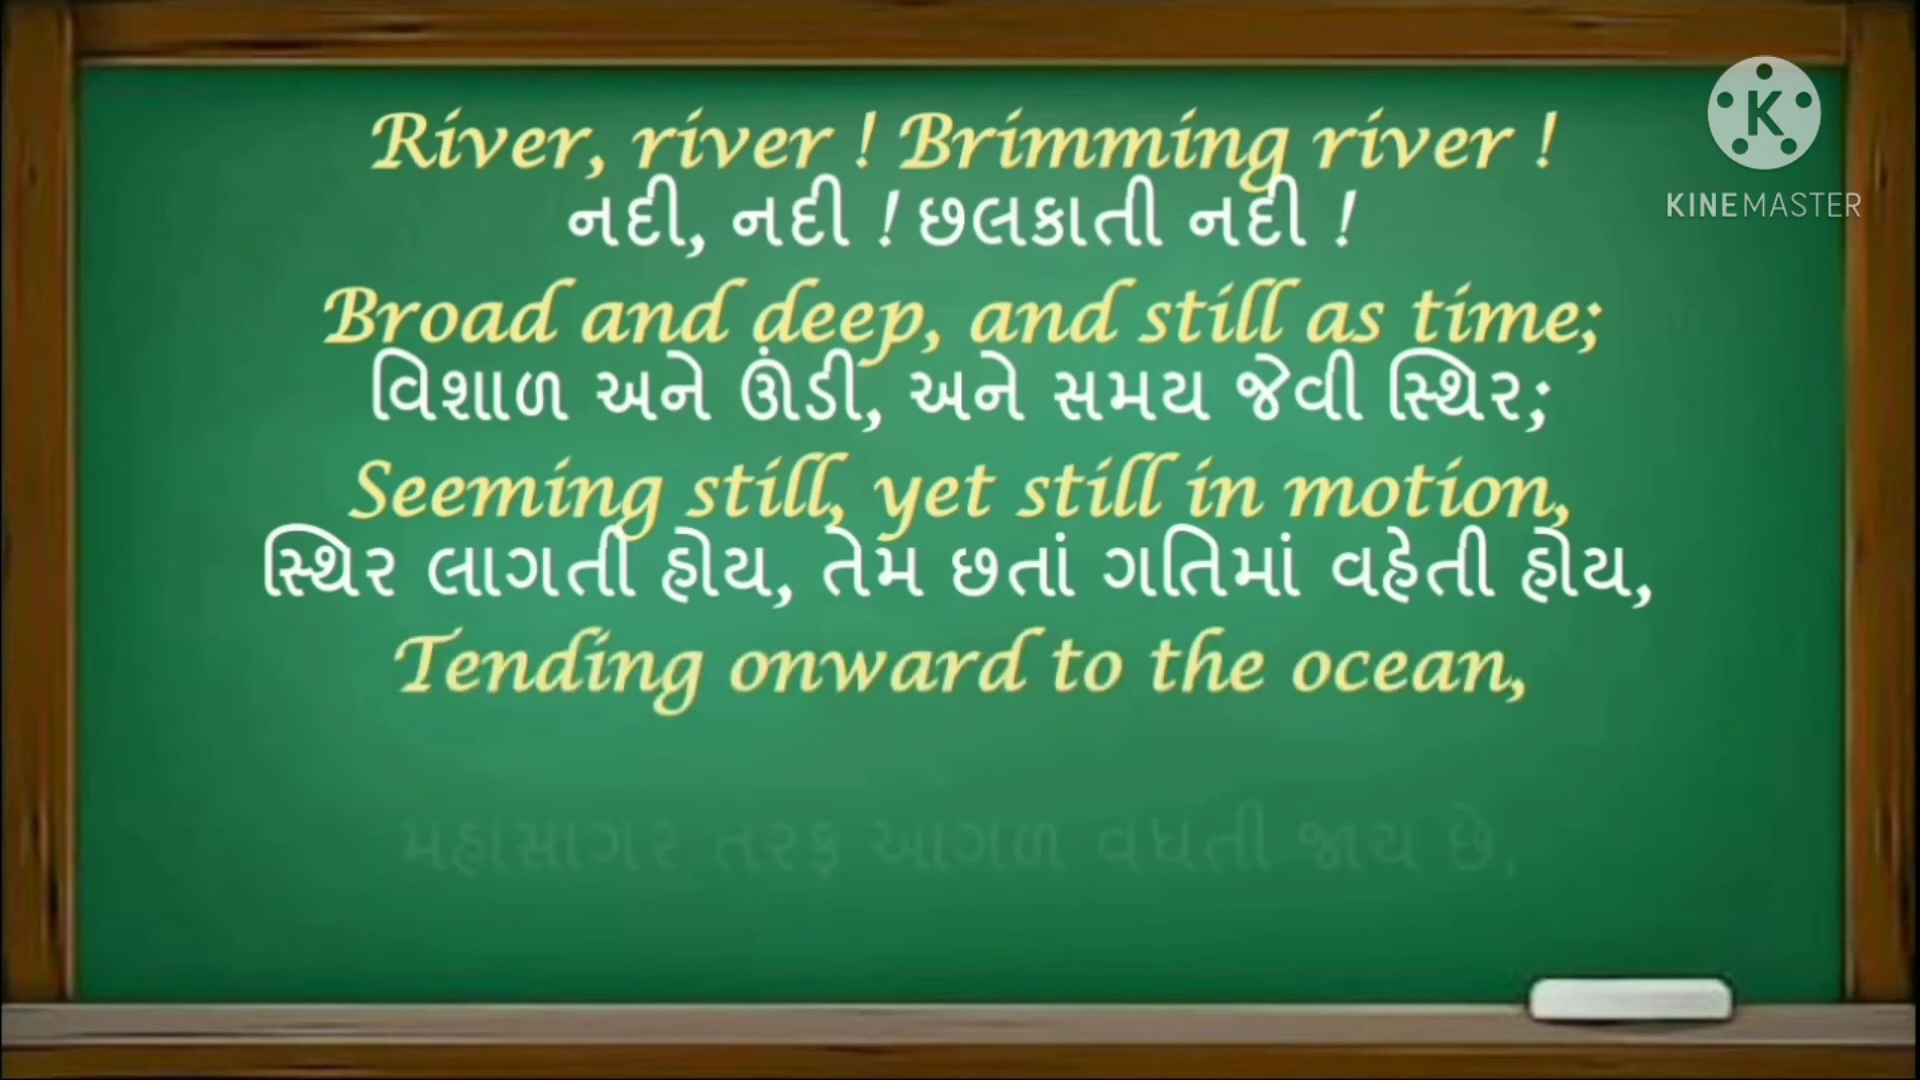 River, river ! Brimming river !
નદી, નદી ! છલકાતી નદી !
Broad and deep, and still as time;
વિશાળ અને ઊંડી, અને સમય જેવી સ્થિર;
Seeming still, yet still in motion,
સ્થિર લાગતી હોય, તેમ છતાં ગતિમાં વહેતી હોય,
Tending onward to the ocean,
મહાસાગર તરફ આગળ વધતી જાય છે,
K
KINEMASTER